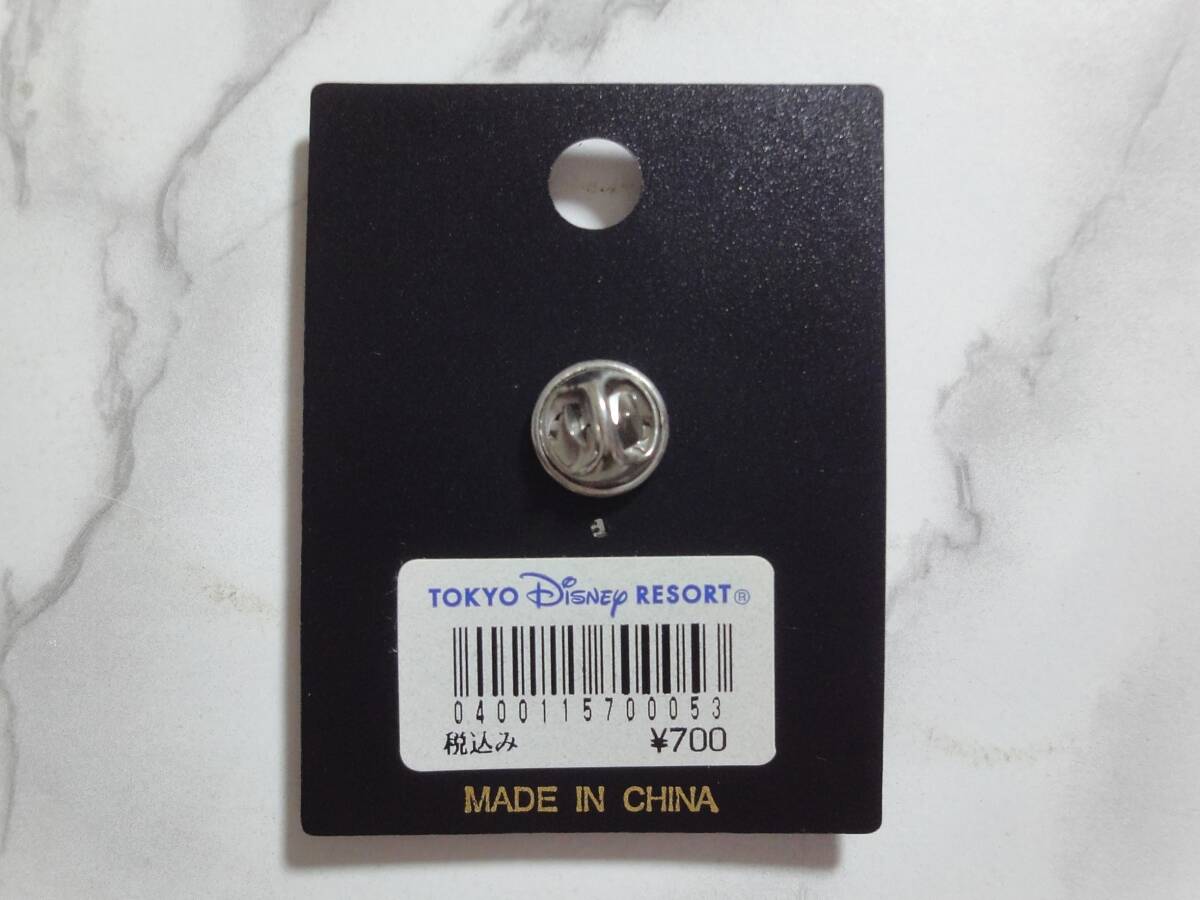 TOKYO Disney RESORT®
0400115700053
税込み ¥700
MADE IN CHINA